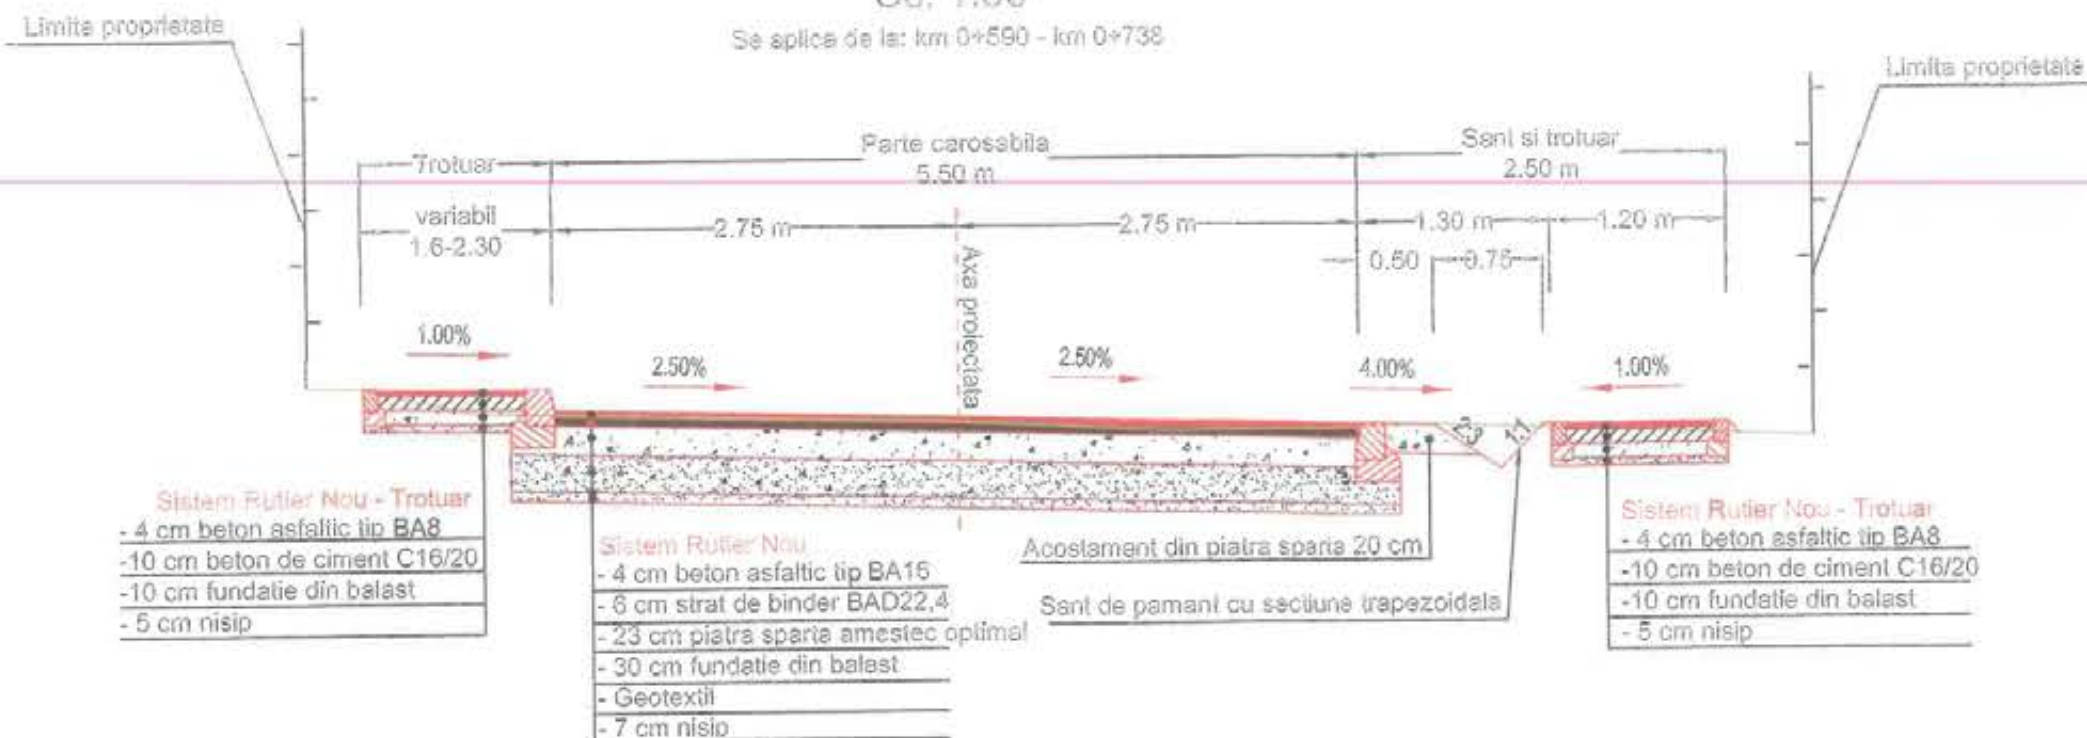 Limita proprietate
Se aplica de la: km 0+590 - km 0+738
Limita proprietate
Trotuar
Parte carosabila
5.50 m
Sant si trotuar
2.50 m
variabil
1.6-2.30
2.75 m
2.75 m
1.30 m
1.20 m
0.50
0.75
Axa proiectata
1.00%
2.50%
2.50%
4.00%
1.00%
2:3
1:1
Sistem Rutier Nou - Trotuar
- 4 cm beton asfaltic tip BA8
-10 cm beton de ciment C16/20
-10 cm fundatie din balast
- 5 cm nisip
Sistem Rutier Nou
- 4 cm beton asfaltic tip BA16
- 6 cm strat de binder BAD22,4
- 23 cm piatra sparta amestec optimal
- 30 cm fundatie din balast
- Geotextil
- 7 cm nisip
Acostament din piatra sparta 20 cm
Sant de pamant cu sectiune trapezoidala
Sistem Rutier Nou - Trotuar
- 4 cm beton asfaltic tip BA8
-10 cm beton de ciment C16/20
-10 cm fundatie din balast
- 5 cm nisip